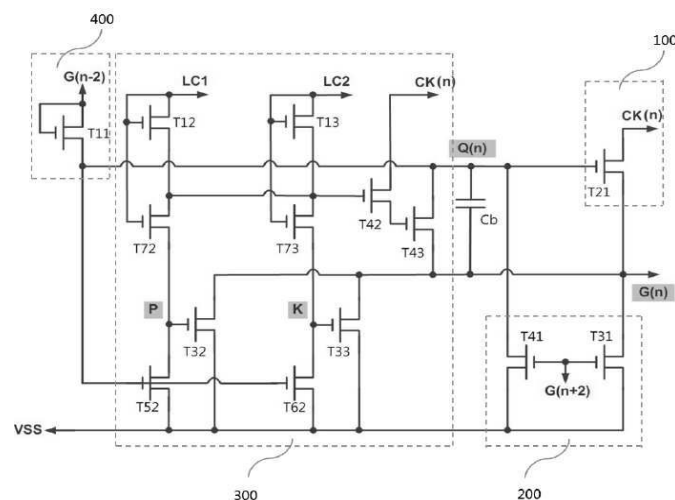 400
100
G(n-2)
LC1
LC2
CK(n)
CK(n)
T11
T12
T13
Q(n)
T21
T72
T73
T42
T43
Cb
P
K
G(n)
T32
T33
T41
T31
T52
T62
G(n+2)
VSS
300
200